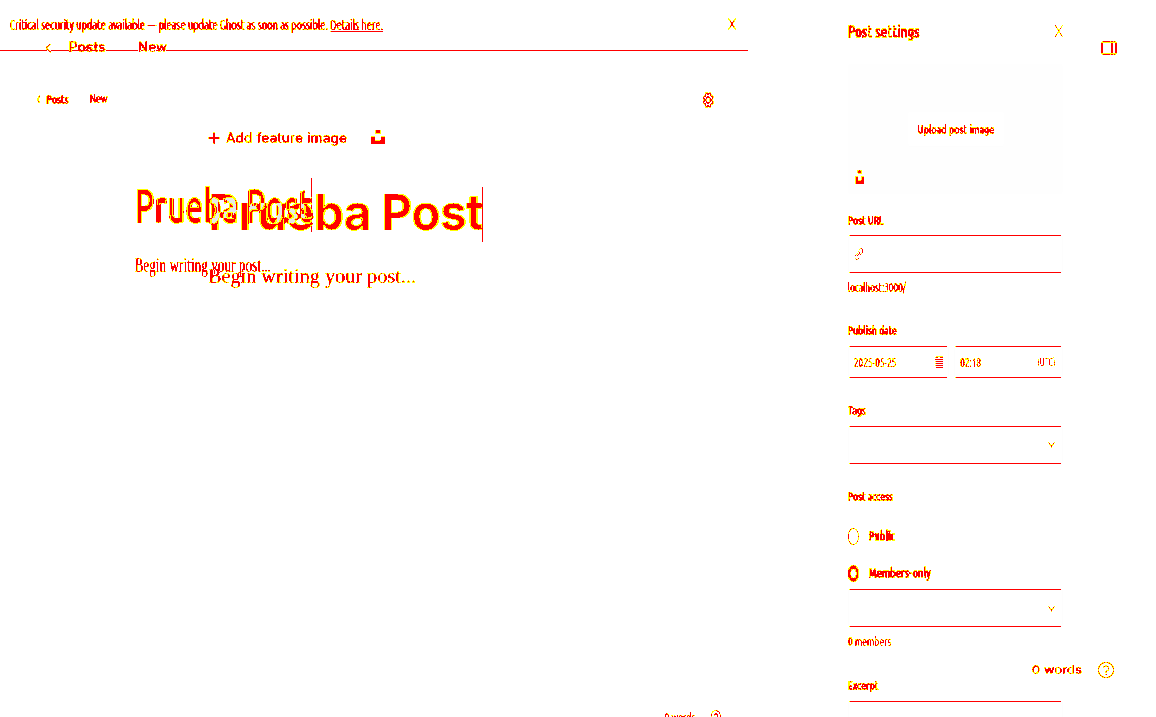 Critical security update available – please update Ghost as soon as possible. Details here.
Posts New
Posts New
+ Add feature image
Prueba Post
Prueba Post
Begin writing your post...
Begin writing your post...
0 words
Post settings
Upload post image
Post URL
localhost:3000/
Publish date
02:18 (UTC)
Tags
Post access
Public
Members-only
0 members
0 words
Excerpt